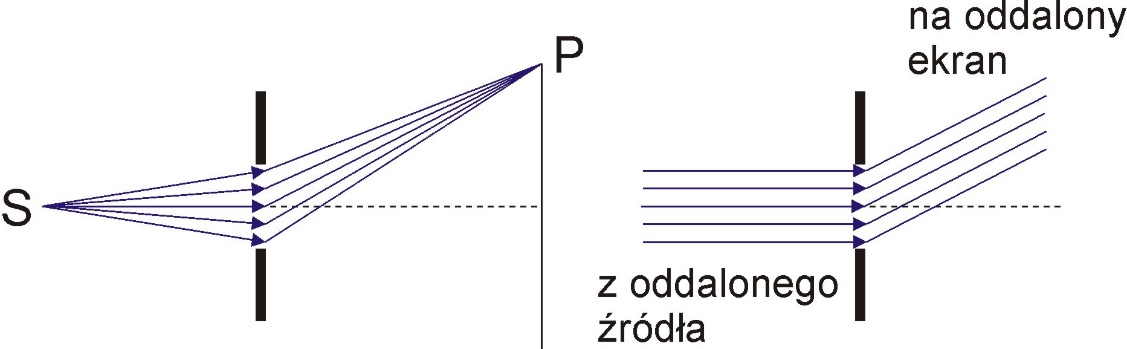 S
P
na oddalony
ekran
z oddalonego
źródła